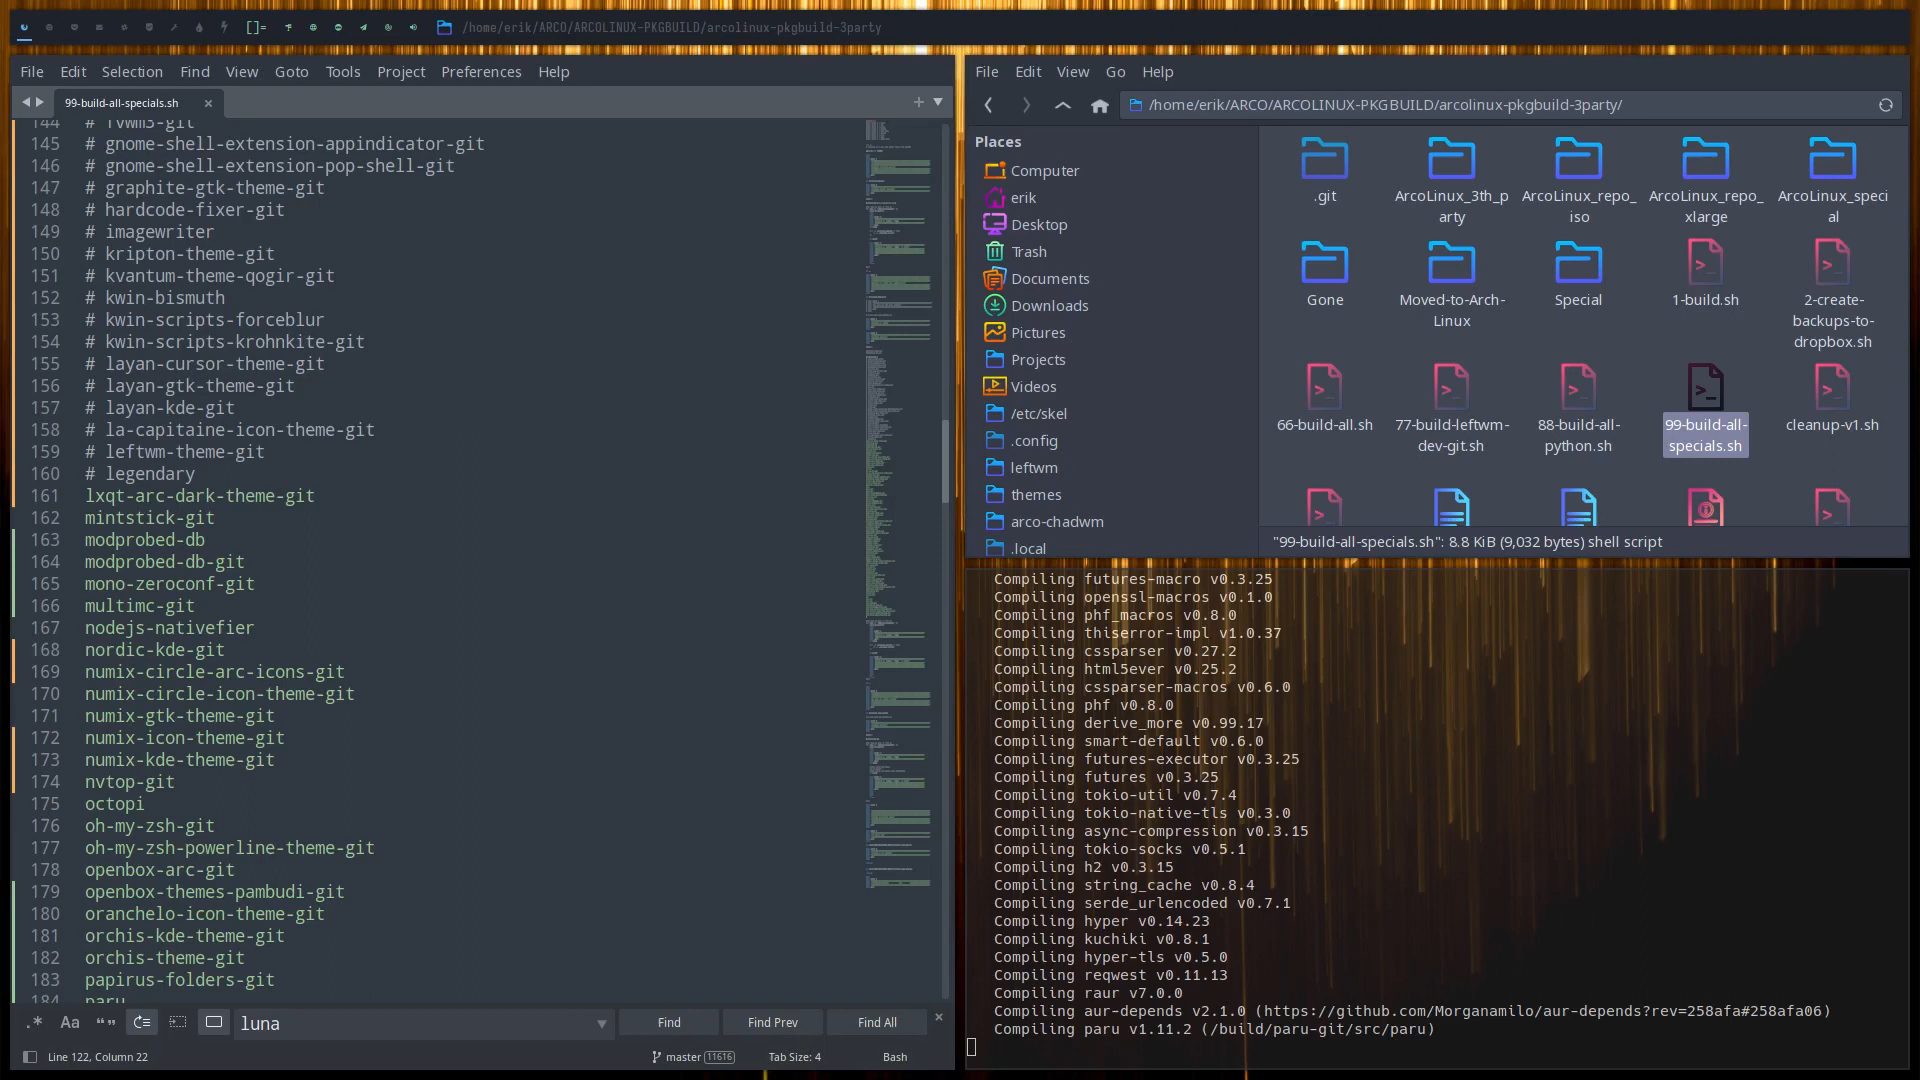 []=
/home/erik/ARCO/ARCOLINUX-PKGBUILD/arcolinux-pkgbuild-3party
File Edit Selection Find View Goto Tools Project Preferences Help
99-build-all-specials.sh
144 # fvwm3-git
145 # gnome-shell-extension-appindicator-git
146 # gnome-shell-extension-pop-shell-git
147 # graphite-gtk-theme-git
148 # hardcode-fixer-git
149 # imagewriter
150 # kripton-theme-git
151 # kvantum-theme-qogir-git
152 # kwin-bismuth
153 # kwin-scripts-forceblur
154 # kwin-scripts-krohnkite-git
155 # layan-cursor-theme-git
156 # layan-gtk-theme-git
157 # layan-kde-git
158 # la-capitaine-icon-theme-git
159 # leftwm-theme-git
160 # legendary
161 lxqt-arc-dark-theme-git
162 mintstick-git
163 modprobed-db
164 modprobed-db-git
165 mono-zeroconf-git
166 multimc-git
167 nodejs-nativefier
168 nordic-kde-git
169 numix-circle-arc-icons-git
170 numix-circle-icon-theme-git
171 numix-gtk-theme-git
172 numix-icon-theme-git
173 numix-kde-theme-git
174 nvtop-git
175 octopi
176 oh-my-zsh-git
177 oh-my-zsh-powerline-theme-git
178 openbox-arc-git
179 openbox-themes-pambudi-git
180 oranchelo-icon-theme-git
181 orchis-kde-theme-git
182 orchis-theme-git
183 papirus-folders-git
184 paru
.* Aa “” luna Find Find Prev Find All
Line 122, Column 22 master 11616 Tab Size: 4 Bash
File Edit View Go Help
/home/erik/ARCO/ARCOLINUX-PKGBUILD/arcolinux-pkgbuild-3party/
Places
Computer
erik
Desktop
Trash
Documents
Downloads
Pictures
Projects
Videos
/etc/skel
.config
leftwm
themes
arco-chadwm
.local
.git
ArcoLinux_3th_p
arty
ArcoLinux_repo_
iso
ArcoLinux_repo_
xlarge
ArcoLinux_speci
al
Gone
Moved-to-Arch-
Linux
Special
1-build.sh
2-create-
backups-to-
dropbox.sh
66-build-all.sh
77-build-leftwm-
dev-git.sh
88-build-all-
python.sh
99-build-all-
specials.sh
cleanup-v1.sh
"99-build-all-specials.sh": 8.8 KiB (9,032 bytes) shell script
Compiling futures-macro v0.3.25
Compiling openssl-macros v0.1.0
Compiling phf_macros v0.8.0
Compiling thiserror-impl v1.0.37
Compiling cssparser v0.27.2
Compiling html5ever v0.25.2
Compiling cssparser-macros v0.6.0
Compiling phf v0.8.0
Compiling derive_more v0.99.17
Compiling smart-default v0.6.0
Compiling futures-executor v0.3.25
Compiling futures v0.3.25
Compiling tokio-util v0.7.4
Compiling tokio-native-tls v0.3.0
Compiling async-compression v0.3.15
Compiling tokio-socks v0.5.1
Compiling h2 v0.3.15
Compiling string_cache v0.8.4
Compiling serde_urlencoded v0.7.1
Compiling hyper v0.14.23
Compiling kuchiki v0.8.1
Compiling hyper-tls v0.5.0
Compiling reqwest v0.11.13
Compiling raur v7.0.0
Compiling aur-depends v2.1.0 (https://github.com/Morganamilo/aur-depends?rev=258afa#258afa06)
Compiling paru v1.11.2 (/build/paru-git/src/paru)